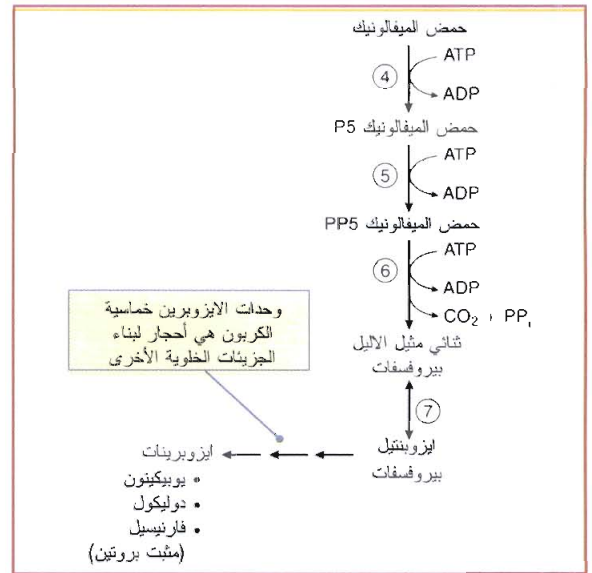 حمض الميفالونيك
ATP
④
ADP
حمض الميفالونيك P5
ATP
⑤
ADP
حمض الميفالونيك PP5
ATP
⑥
ADP
CO₂ + PPᵢ
ثنائي مثيل الاليل
بيروفسفات
⑦
ايزوبنتيل
بيروفسفات
وحدات الايزوبرين خماسية
الكربون هي أحجار لبناء
الجزيئات الخلوية الأخرى
ايزوبرينات
• يوبيكينون
• دوليكول
• فارنيسيل
(مثبت بروتين)